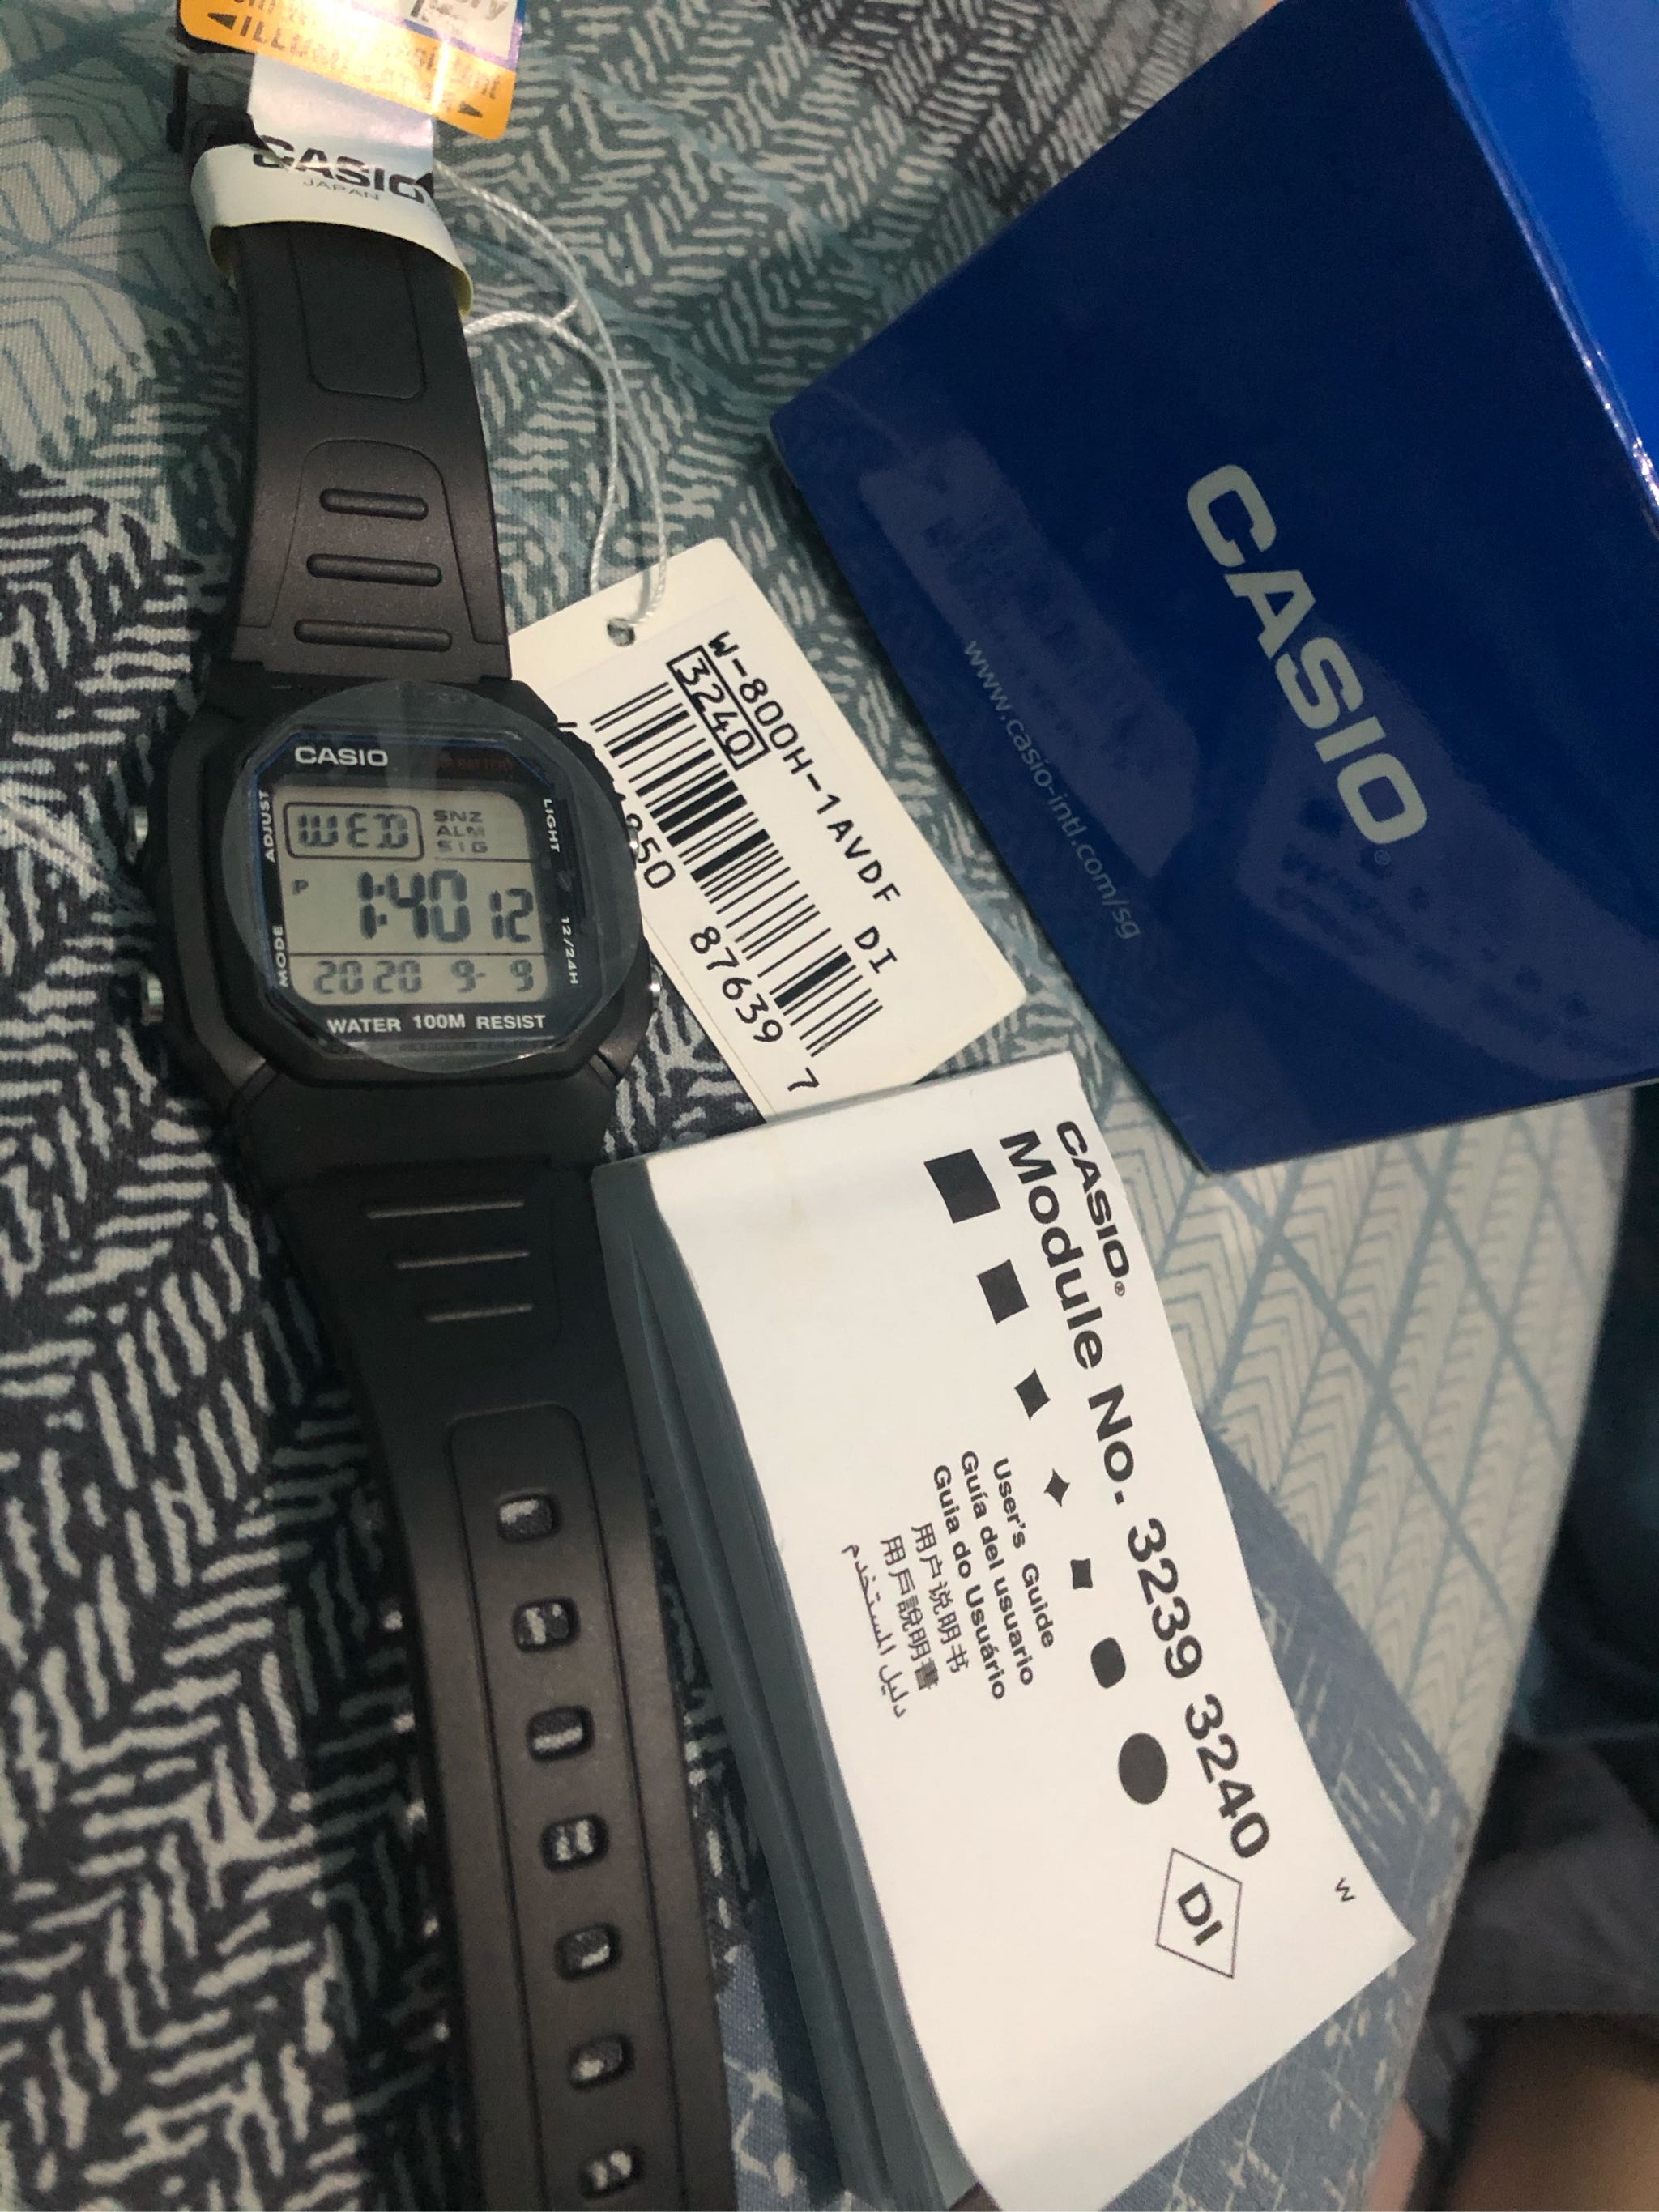 CASIO
JAPAN
CASIO
ADJUST
LIGHT
WED
SNZ
ALM
SIG
P 1:40 12
MODE
12/24H
2020 9- 9
WATER 100M RESIST
W-800H-1AVDF DI
3240
850 87639 7
CASIO®
www.casio-intl.com/sg
CASIO®
Module No. 3239 3240
DI
W
User's Guide
Guía del usuario
Guia do Usuário
用户说明书
用戶說明書
دليل المستخدم